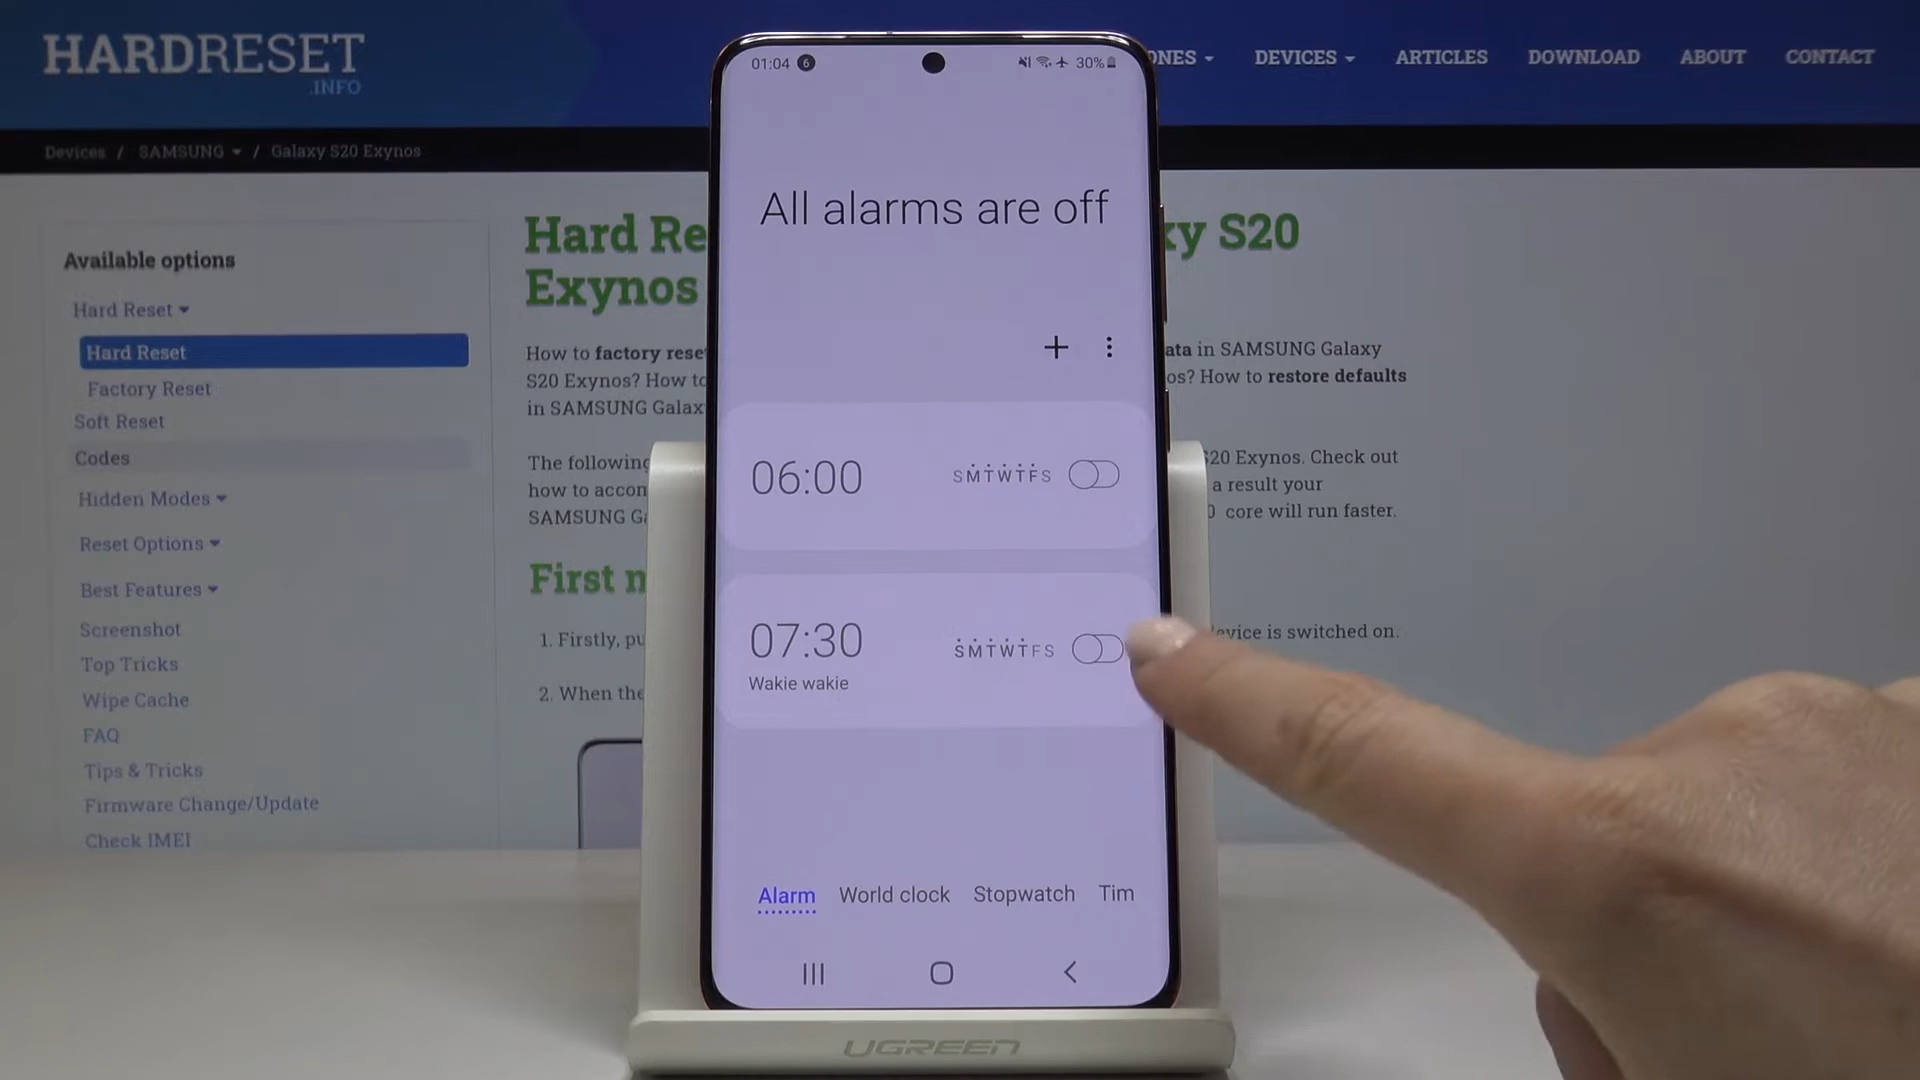 HARDRESET
.INFO
ONES
DEVICES
ARTICLES
DOWNLOAD
ABOUT
CONTACT
Devices / SAMSUNG / Galaxy S20 Exynos
Available options
Hard Reset
Hard Reset
Factory Reset
Soft Reset
Codes
Hidden Modes
Reset Options
Best Features
Screenshot
Top Tricks
Wipe Cache
FAQ
Tips & Tricks
Firmware Change/Update
Check IMEI
Hard Re xy S20
Exynos
How to factory rese ata in SAMSUNG Galaxy
S20 Exynos? How to os? How to restore defaults
in SAMSUNG Galax
The following S20 Exynos. Check out
how to accon a result your
SAMSUNG Ga 0 core will run faster.
First
1. Firstly, pu evice is switched on.
2. When the
01:04 6 30%
All alarms are off
+
06:00 SMTWTFS
07:30 SMTWTFS
Wakie wakie
Alarm World clock Stopwatch Tim
UGREEN